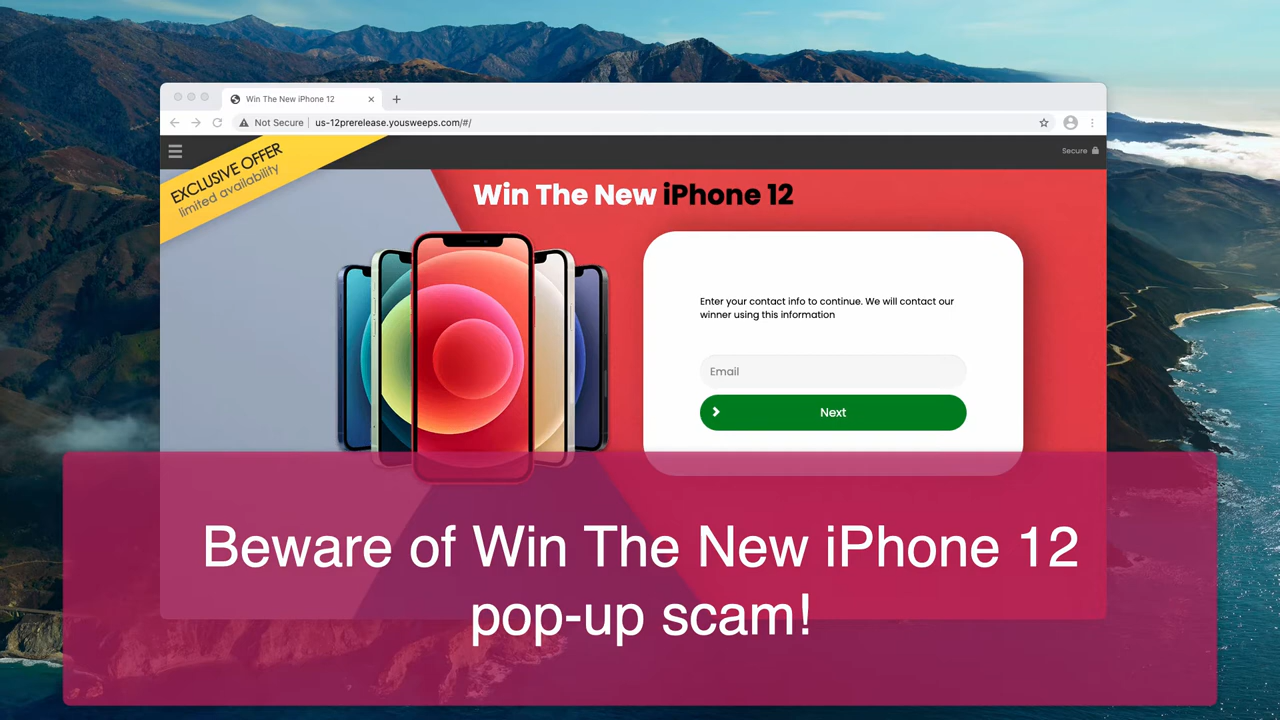 Win The New iPhone 12
Not Secure
us-12prerelease.yousweeps.com/#/
EXCLUSIVE OFFER
limited availability
Secure
Win The New iPhone 12
Enter your contact info to continue. We will contact our
winner using this information
Email
Next
Beware of Win The New iPhone 12
pop-up scam!